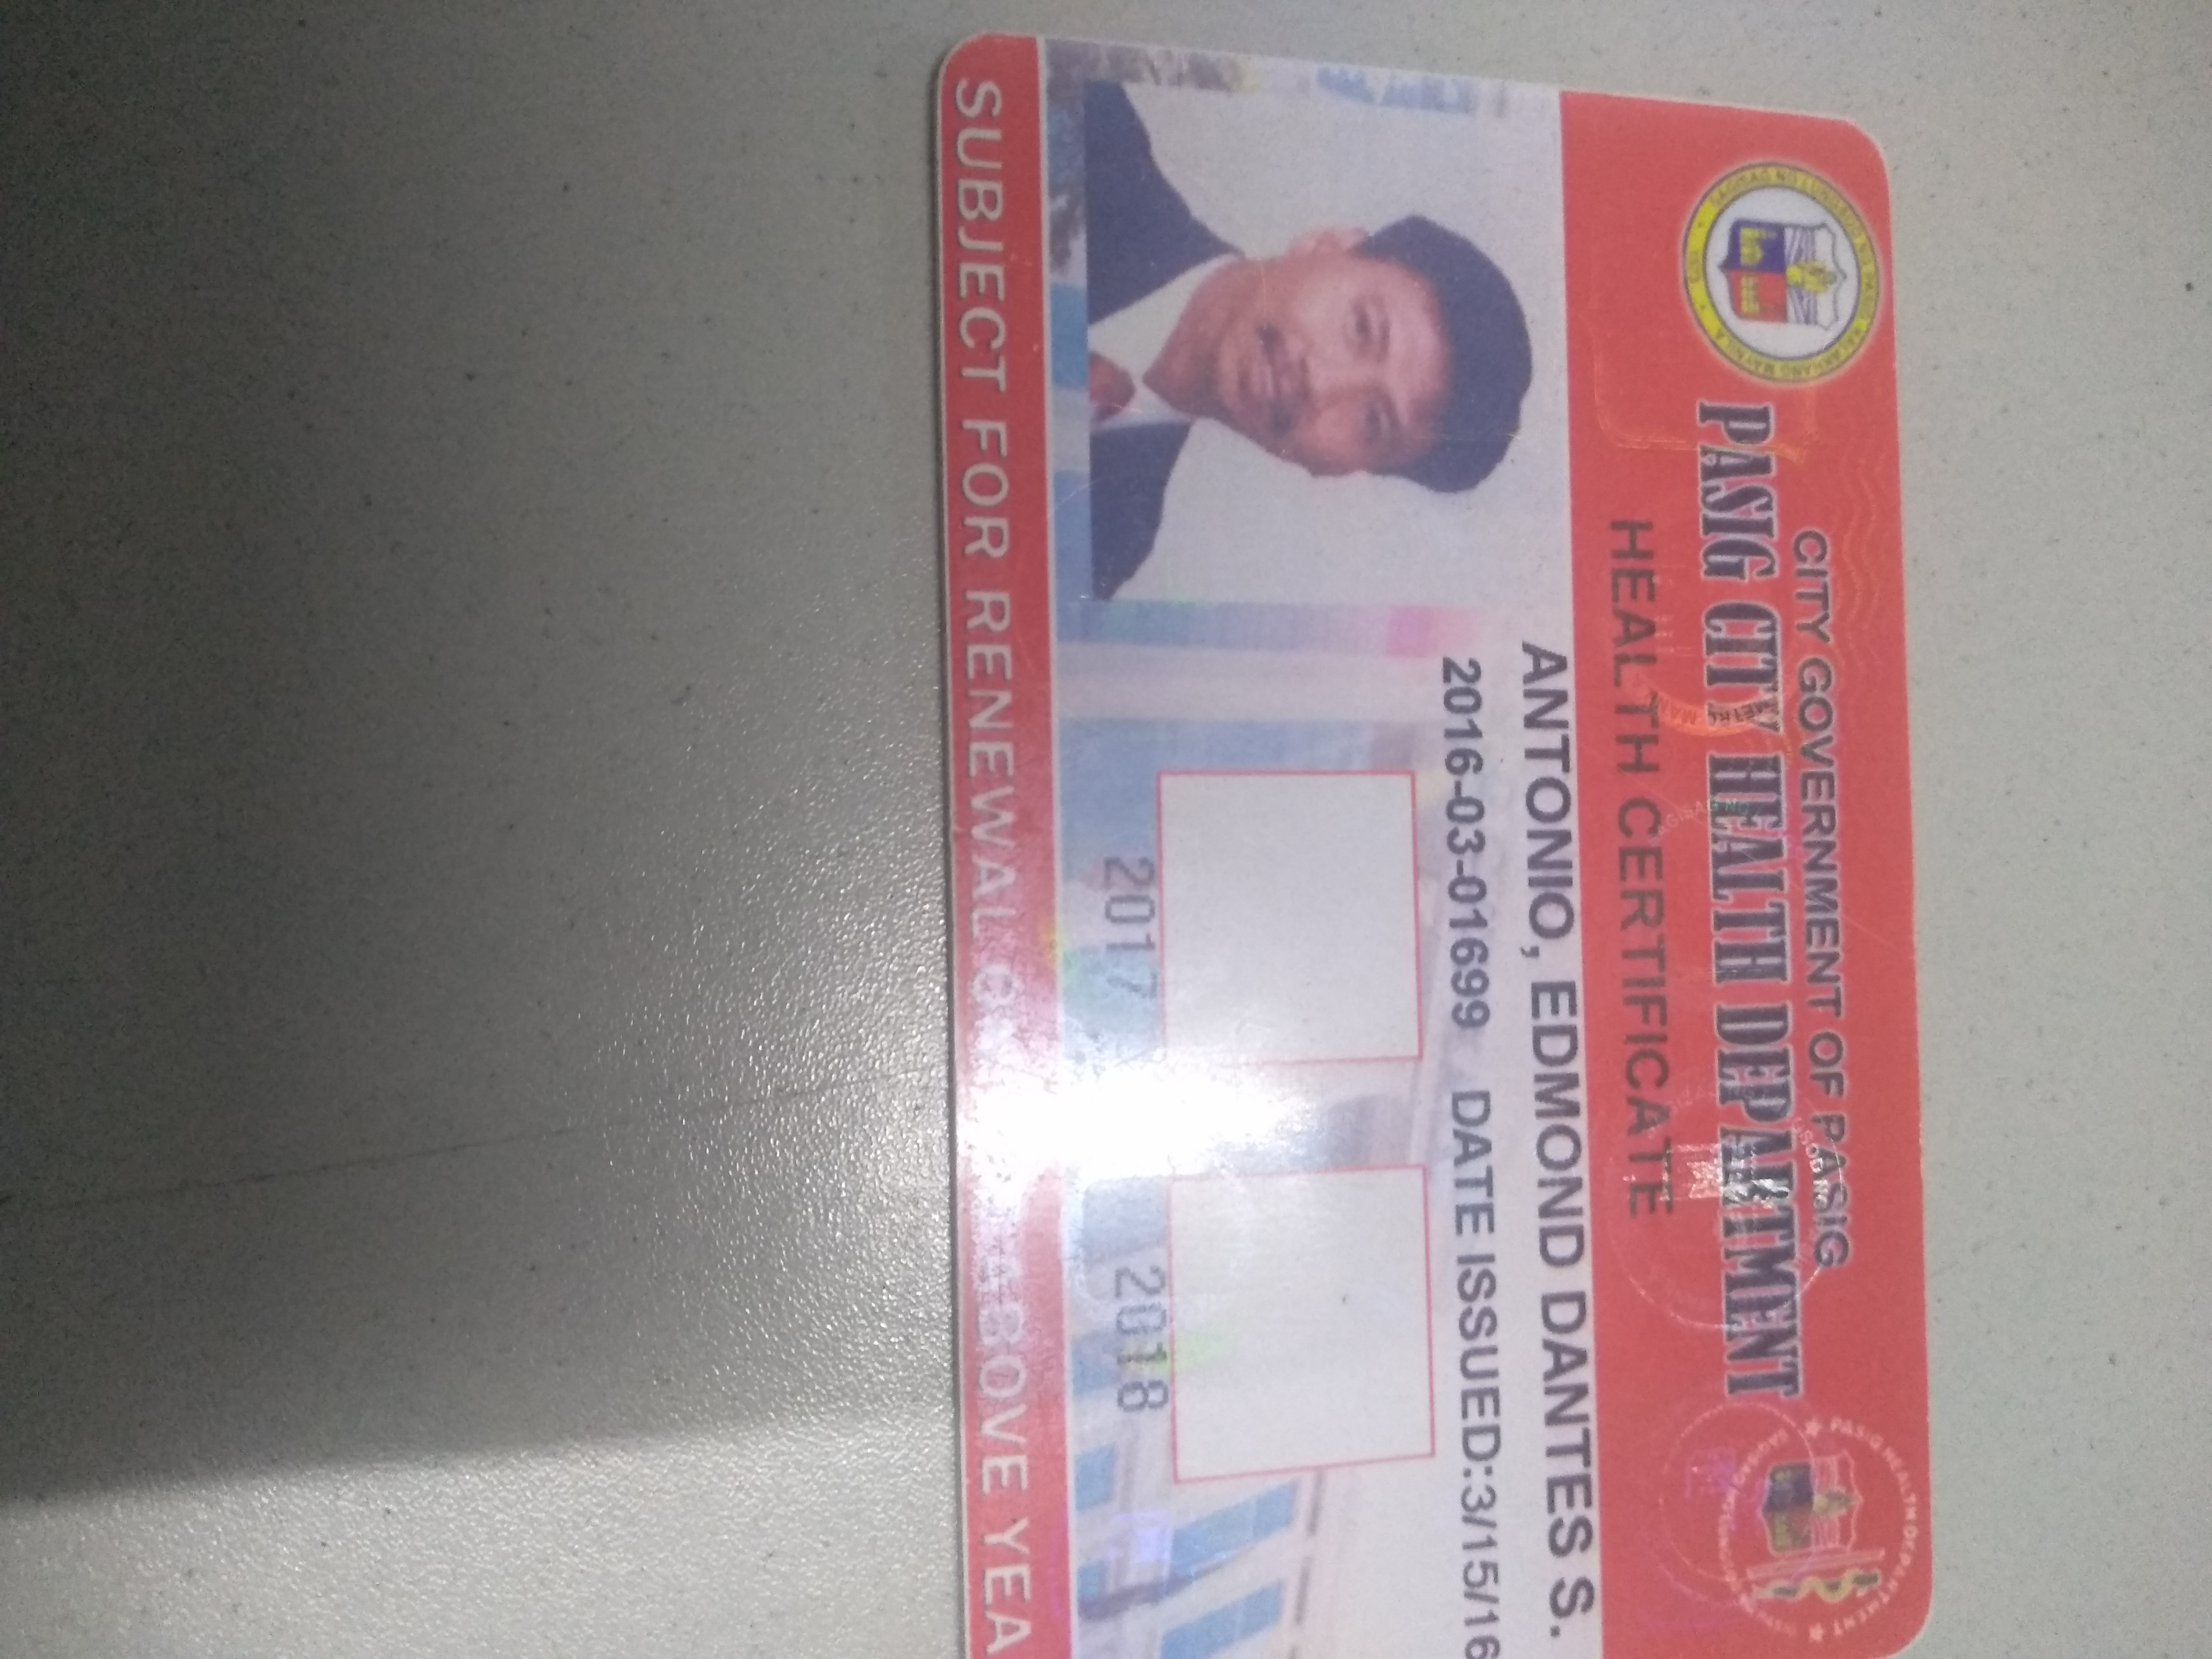 CITY GOVERNMENT OF PASIG
PASIG CITY HEALTH DEPARTMENT
HEALTH CERTIFICATE
ANTONIO, EDMOND DANTES S.
2016-03-01699 DATE ISSUED:3/15/16
2017 2018
SUBJECT FOR RENEWAL ABOVE YEA
PASIG HEALTH DEPARTMENT